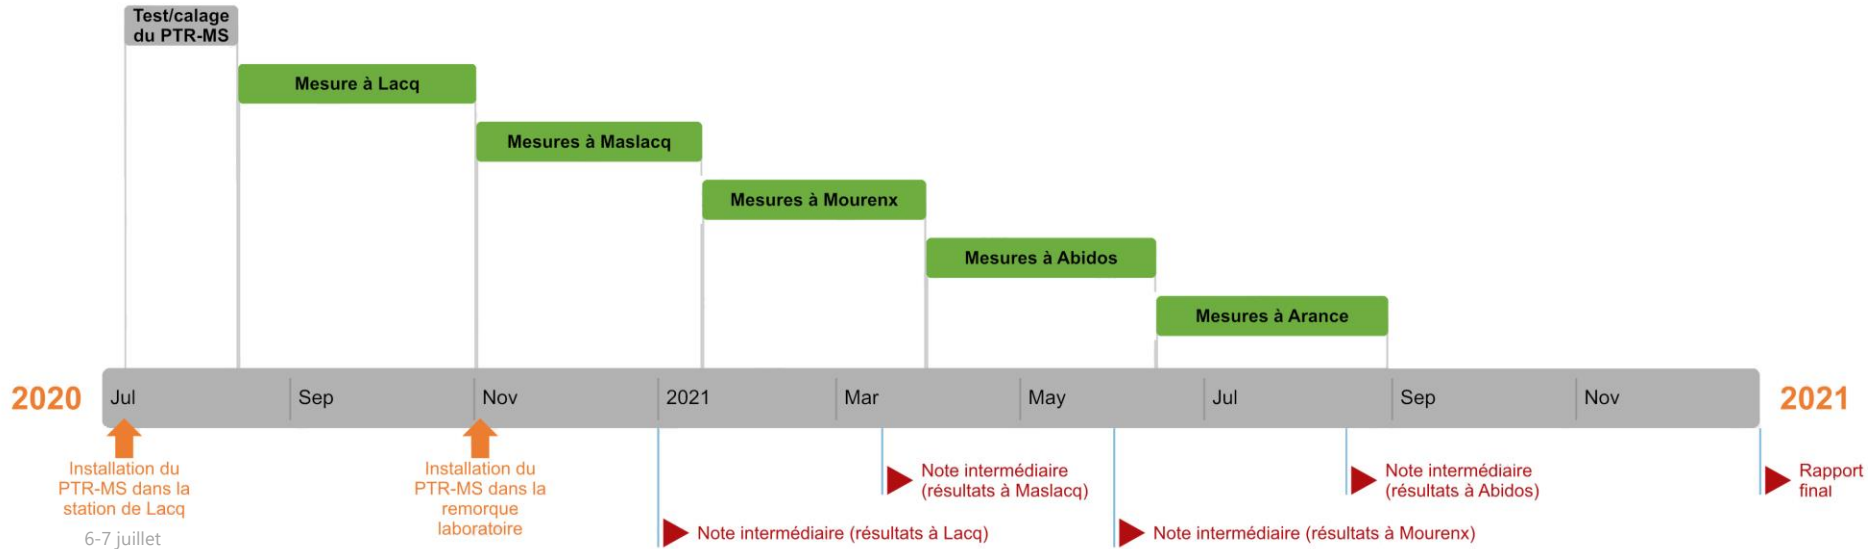 Test/calage
du PTR-MS
Mesure à Lacq
Mesures à Maslacq
Mesures à Mourenx
Mesures à Abidos
Mesures à Arance
2020
Jul
Sep
Nov
2021
Mar
May
Jul
Sep
Nov
2021
Installation du
PTR-MS dans la
station de Lacq
6-7 juillet
Installation du
PTR-MS dans la
remorque
laboratoire
Note intermédiaire (résultats à Lacq)
Note intermédiaire
(résultats à Maslacq)
Note intermédiaire (résultats à Mourenx)
Note intermédiaire
(résultats à Abidos)
Rapport
final